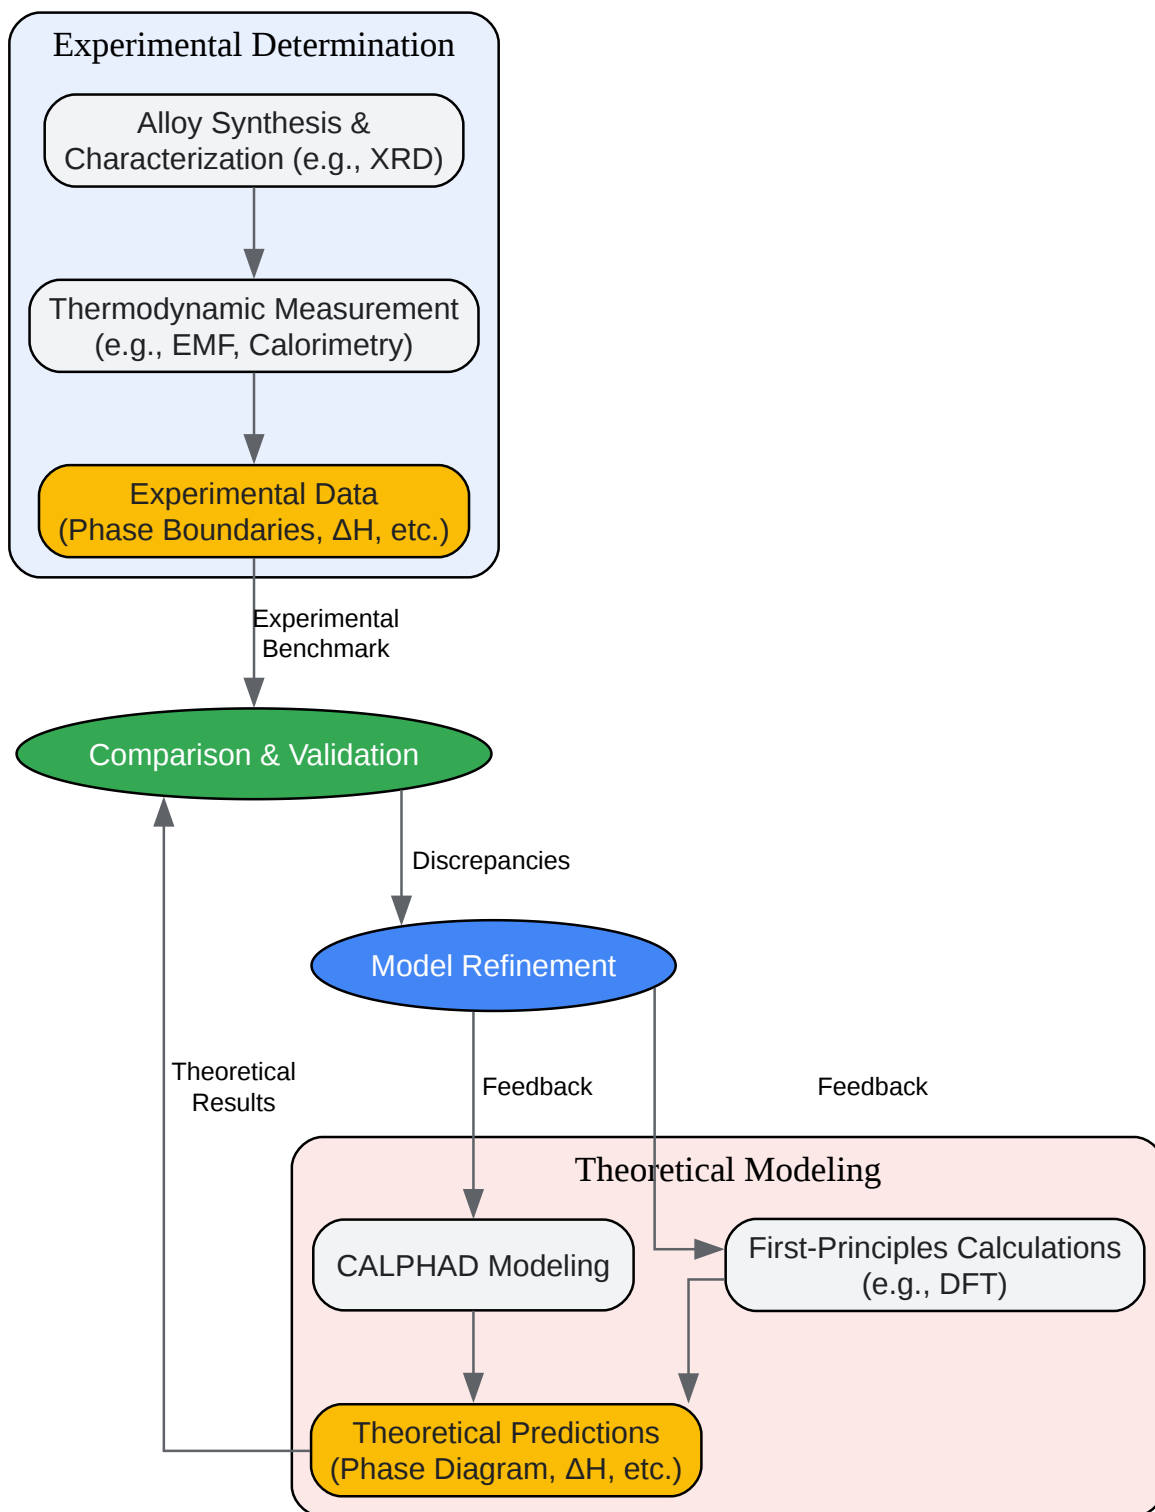 Experimental Determination
Alloy Synthesis &
Characterization (e.g., XRD)
Thermodynamic Measurement
(e.g., EMF, Calorimetry)
Experimental Data
(Phase Boundaries, ΔH, etc.)
Experimental
Benchmark
Comparison & Validation
Discrepancies
Model Refinement
Theoretical
Results
Feedback
Feedback
Theoretical Modeling
CALPHAD Modeling
First-Principles Calculations
(e.g., DFT)
Theoretical Predictions
(Phase Diagram, ΔH, etc.)